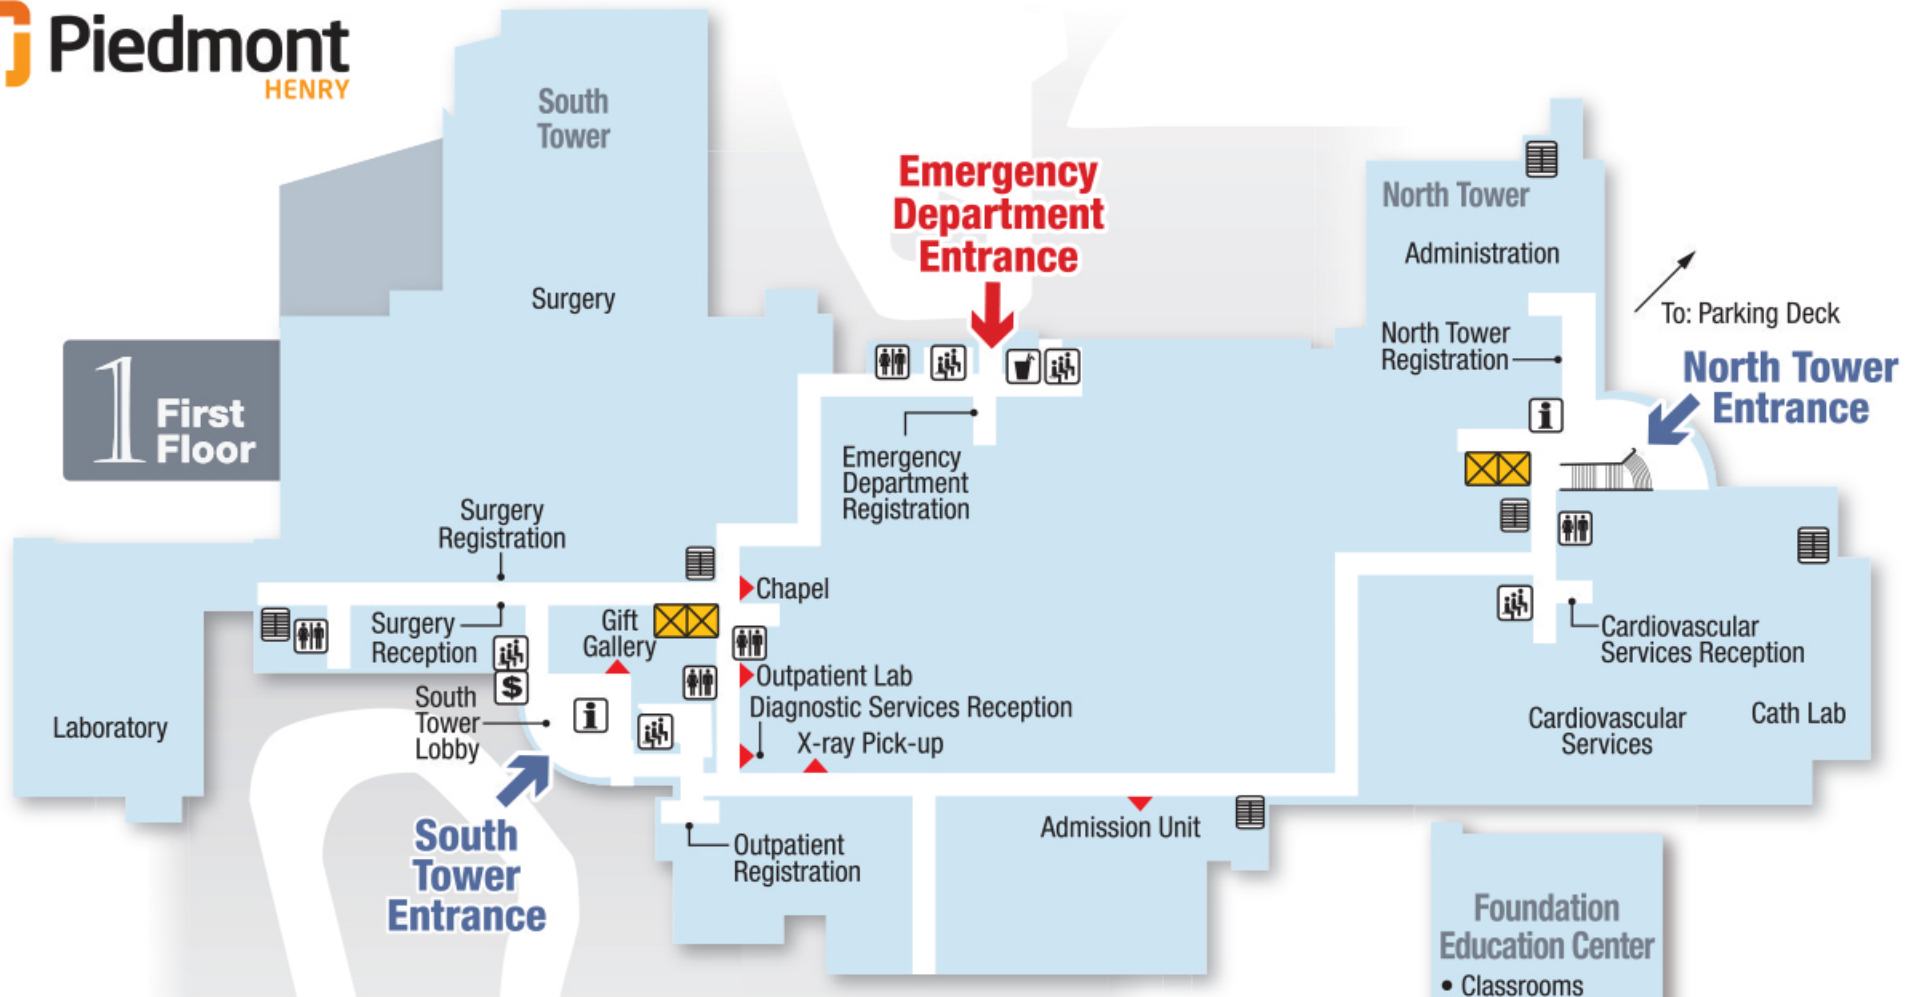 Piedmont
HENRY
South
Tower
Emergency
Department
Entrance
North Tower
Administration
To: Parking Deck
Surgery
North Tower
Registration
North Tower
Entrance
1
First
Floor
Emergency
Department
Registration
Surgery
Registration
Chapel
Surgery
Reception
Gift
Gallery
Cardiovascular
Services Reception
Outpatient Lab
Diagnostic Services Reception
X-ray Pick-up
$
i
i
South
Tower
Lobby
Laboratory
Cardiovascular
Services
Cath Lab
South
Tower
Entrance
Outpatient
Registration
Admission Unit
Foundation
Education Center
• Classrooms